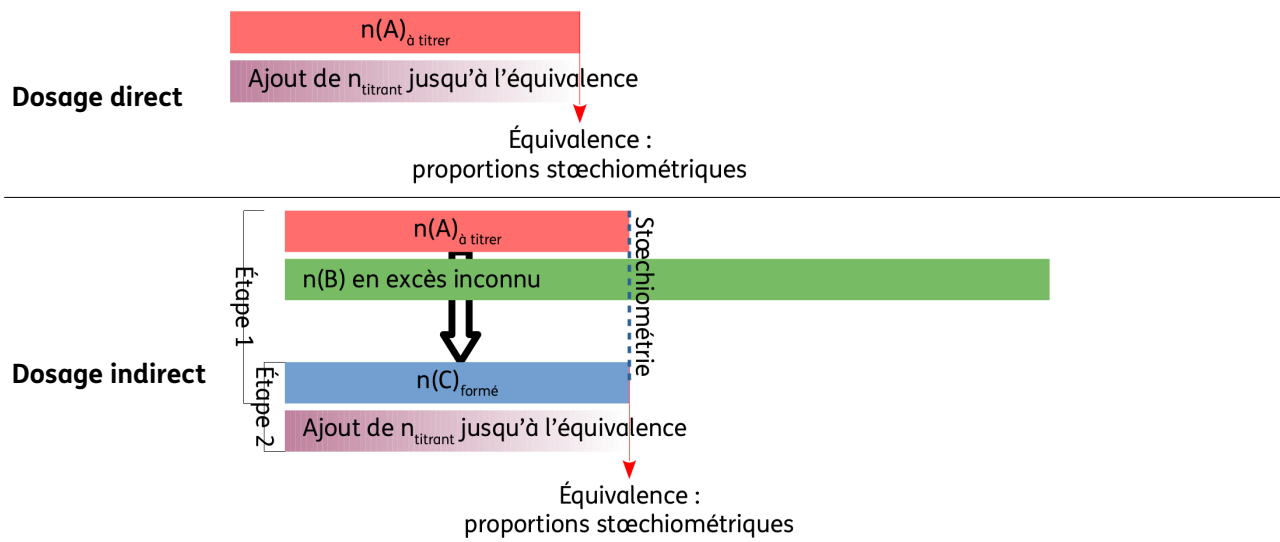 n(A)à titrer
Ajout de ntitrant jusqu’à l’équivalence
Dosage direct
Équivalence :
proportions stœchiométriques
n(A)à titrer
Stœchiométrie
n(B) en excès inconnu
Étape 1
Dosage indirect
n(C)formé
Étape 2
Ajout de ntitrant jusqu’à l’équivalence
Équivalence :
proportions stœchiométriques